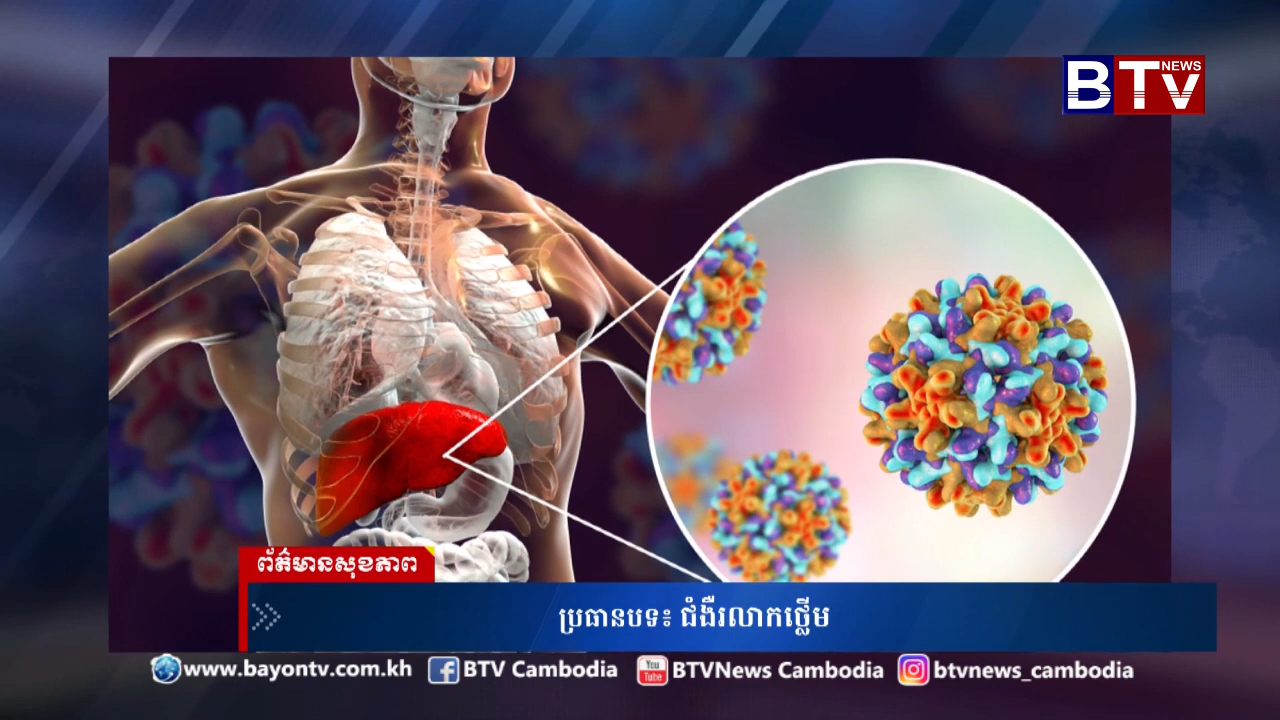 BTV NEWS
ព័ត៌មានសុខភាព
ប្រធានបទ៖ ជំងឺរលាកថ្លើម
www.bayontv.com.kh BTV Cambodia You Tube BTVNews Cambodia btvnews_cambodia